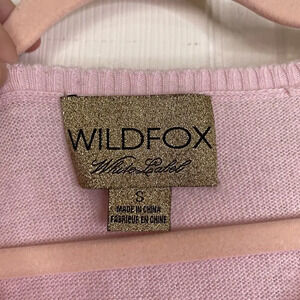 WILDFOX
White Label
S
MADE IN CHINA
FABRIQUÉ EN CHINE